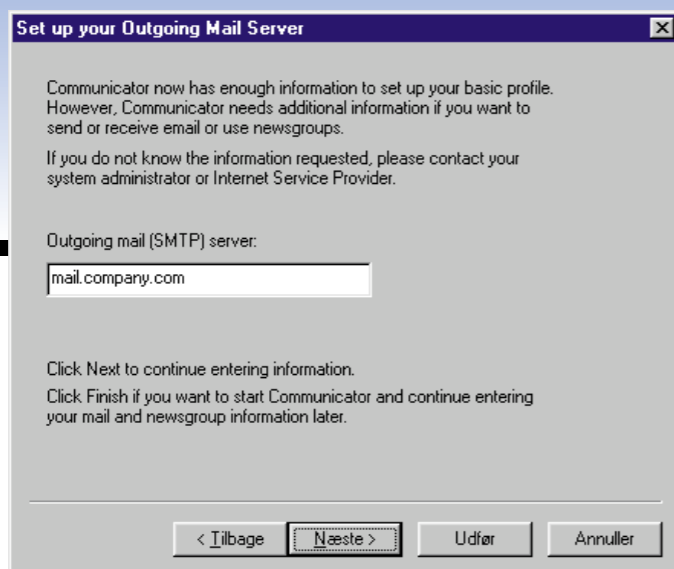 Set up your Outgoing Mail Server
Communicator now has enough information to set up your basic profile.
However, Communicator needs additional information if you want to
send or receive email or use newsgroups.
If you do not know the information requested, please contact your
system administrator or Internet Service Provider.
Outgoing mail (SMTP) server:
mail.company.com
Click Next to continue entering information.
Click Finish if you want to start Communicator and continue entering
your mail and newsgroup information later.
< Tilbage   Næste >   Udfør   Annuller